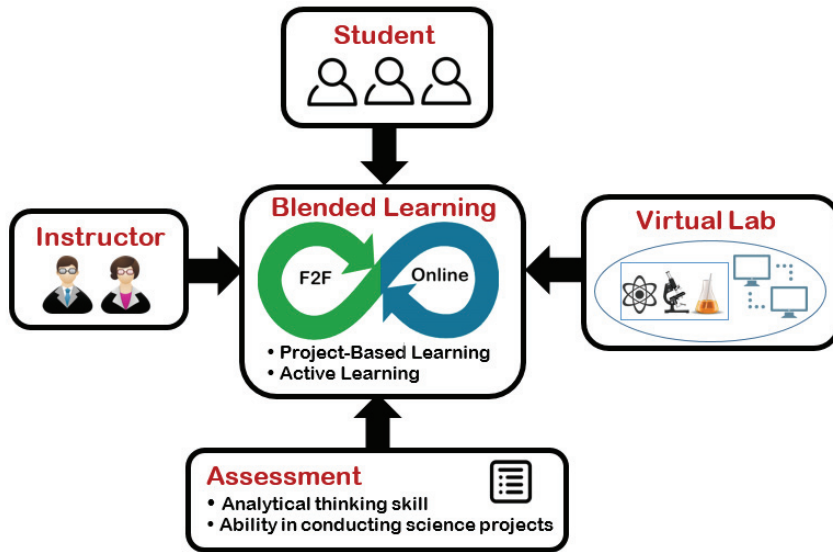 Student
Blended Learning
F2F
Online
• Project-Based Learning
• Active Learning
Instructor
Virtual Lab
Assessment
• Analytical thinking skill
• Ability in conducting science projects